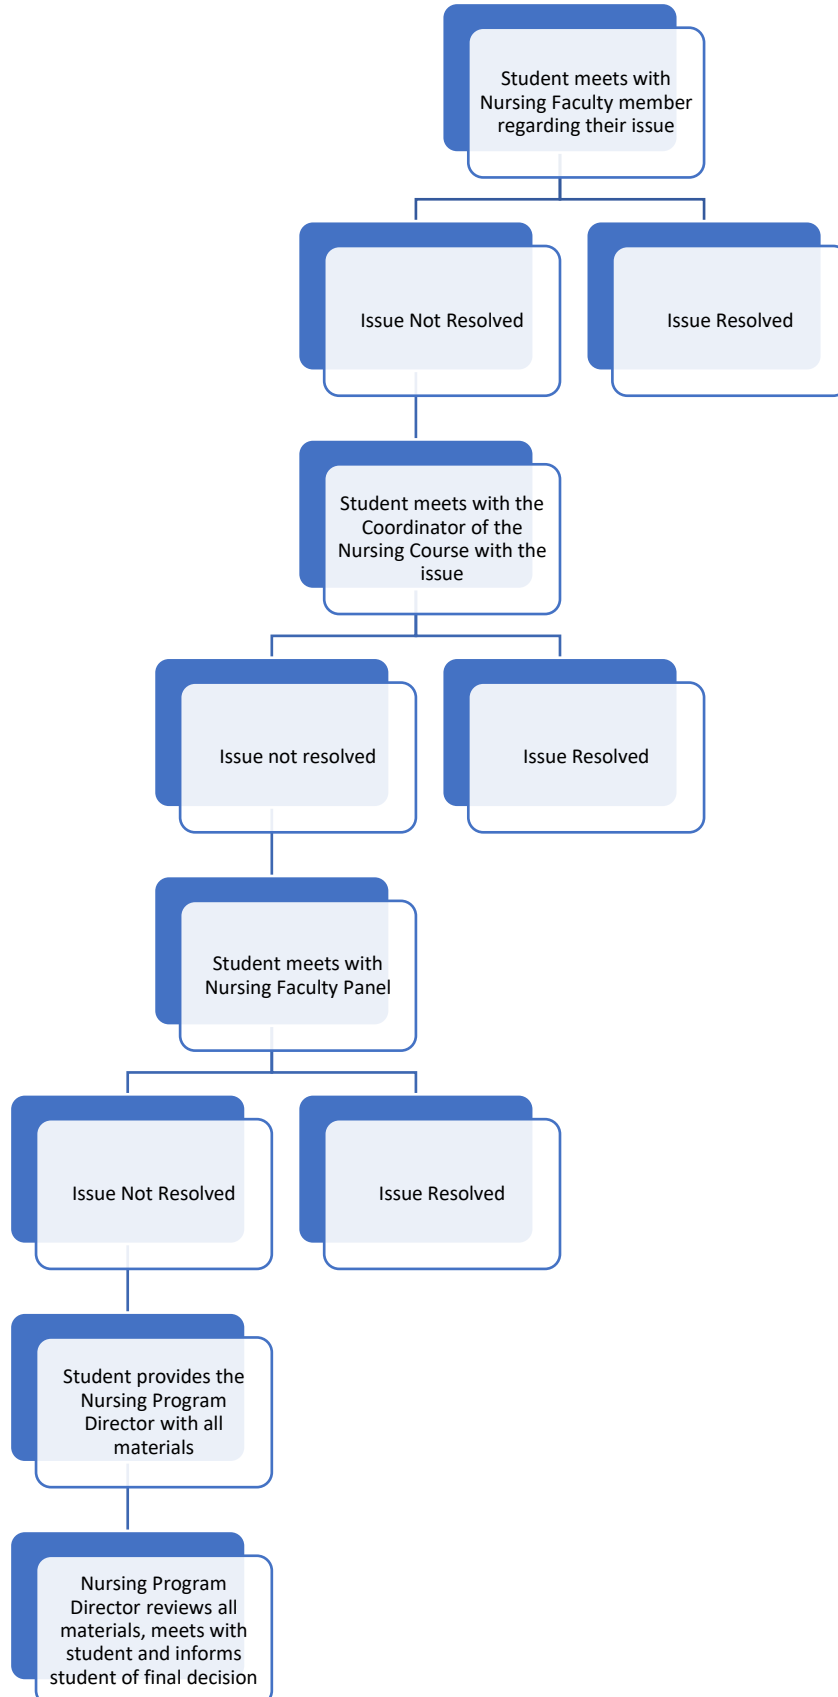 Student meets with
Nursing Faculty member
regarding their issue
Issue Not Resolved
Issue Resolved
Student meets with the
Coordinator of the
Nursing Course with the
issue
Issue not resolved
Issue Resolved
Student meets with
Nursing Faculty Panel
Issue Not Resolved
Issue Resolved
Student provides the
Nursing Program
Director with all
materials
Nursing Program
Director reviews all
materials, meets with
student and informs
student of final decision